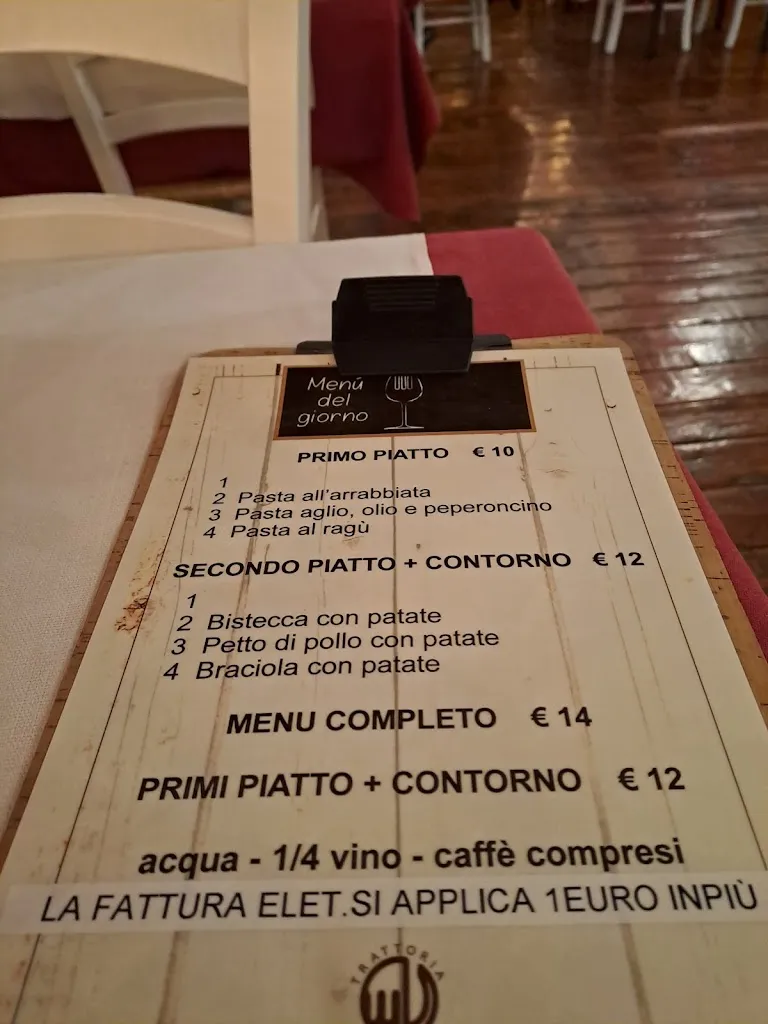 Menú
del
giorno
PRIMO PIATTO € 10
1
2 Pasta all'arrabbiata
3 Pasta aglio, olio e peperoncino
4 Pasta al ragù
SECONDO PIATTO + CONTORNO € 12
1
2 Bistecca con patate
3 Petto di pollo con patate
4 Braciola con patate
MENU COMPLETO € 14
PRIMI PIATTO + CONTORNO € 12
acqua - 1/4 vino - caffè compresi
LA FATTURA ELET.SI APPLICA 1EURO INPIÙ
TRATTORIA